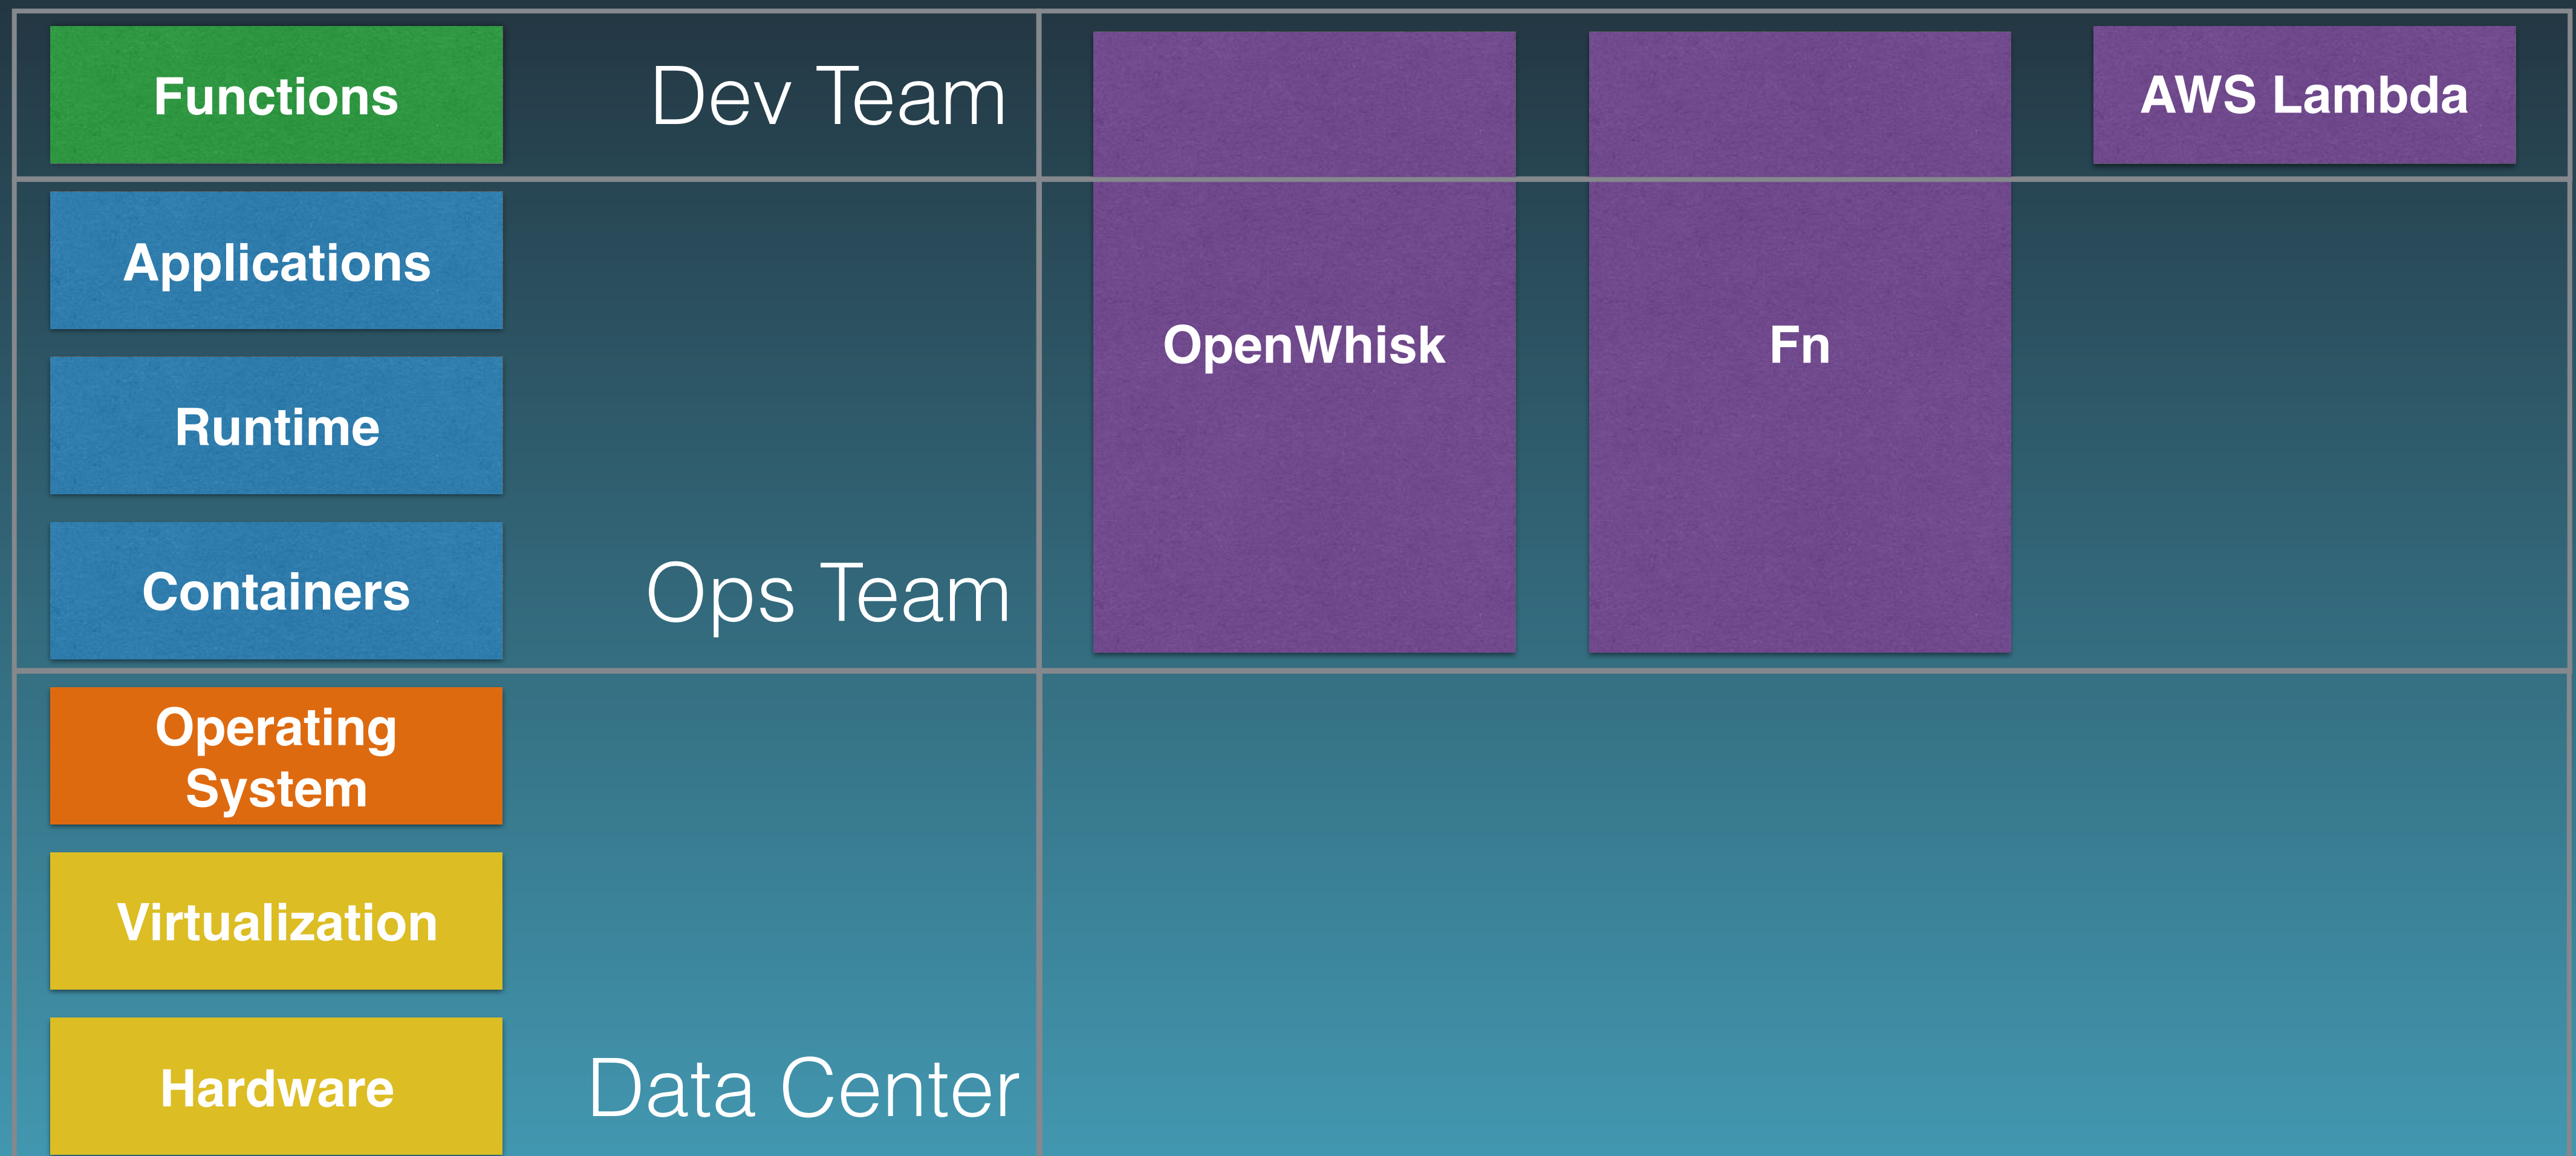 Functions
Dev Team
AWS Lambda
Applications
OpenWhisk
Fn
Runtime
Containers
Ops Team
Operating
System
Virtualization
Hardware
Data Center